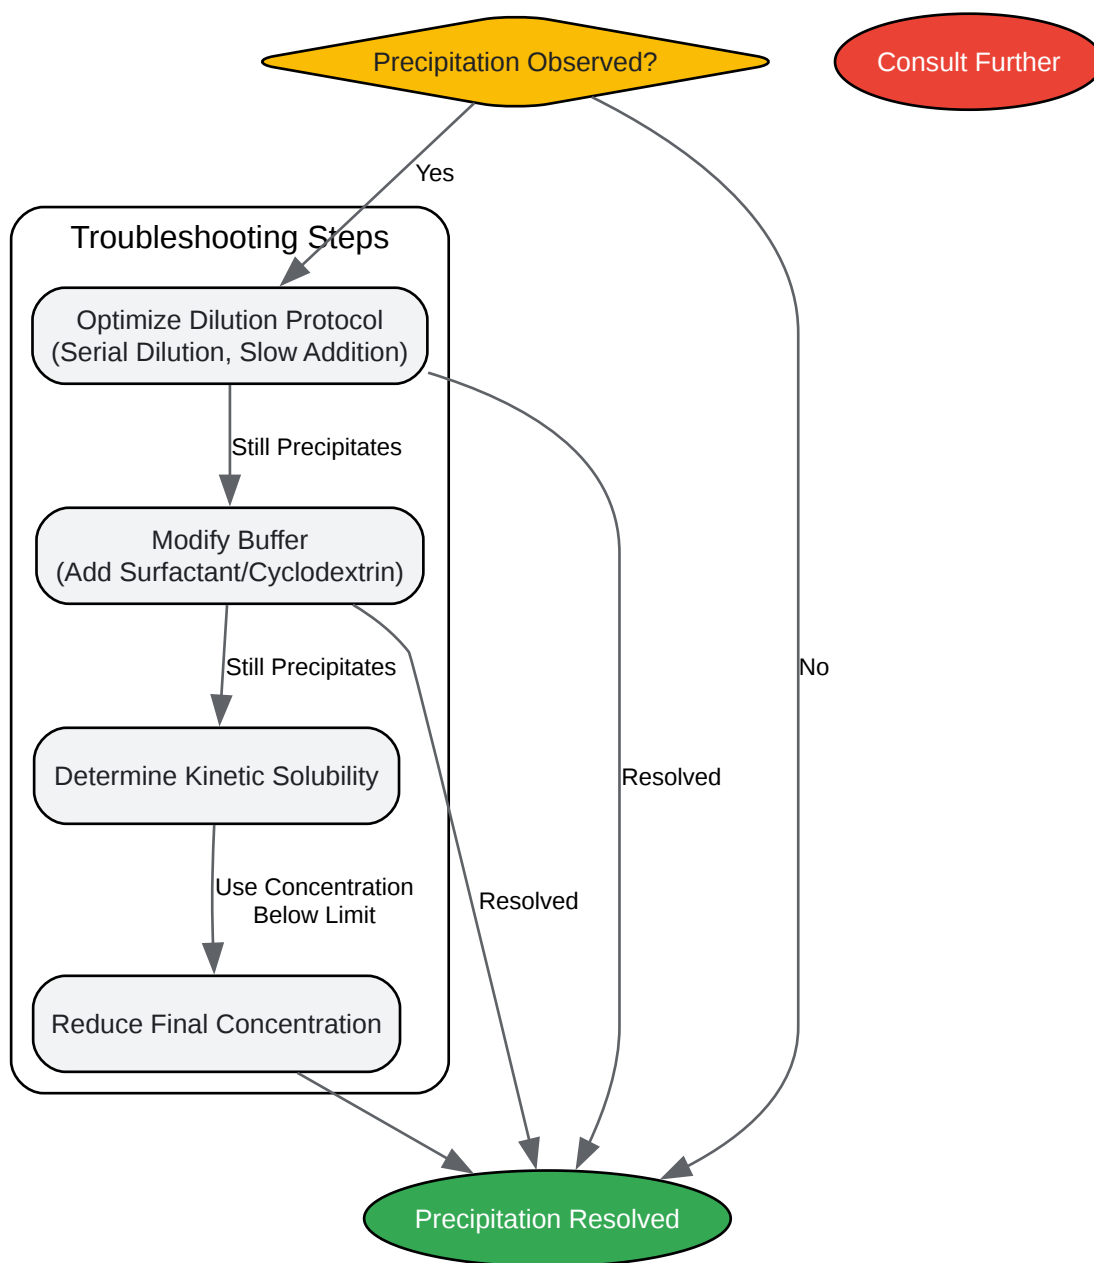 Precipitation Observed?
Consult Further
Yes
Troubleshooting Steps
Optimize Dilution Protocol
(Serial Dilution, Slow Addition)
Still Precipitates
Modify Buffer
(Add Surfactant/Cyclodextrin)
Still Precipitates
No
Determine Kinetic Solubility
Resolved
Use Concentration
Below Limit
Resolved
Reduce Final Concentration
Precipitation Resolved